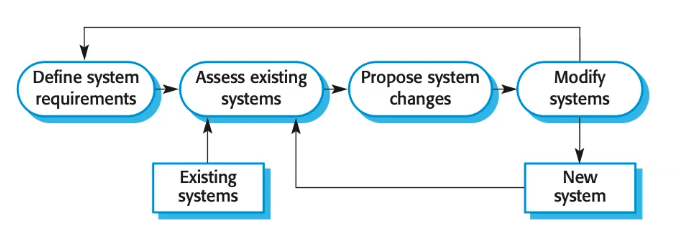 Define system
requirements
Assess existing
systems
Propose system
changes
Modify
systems
Existing
systems
New
system